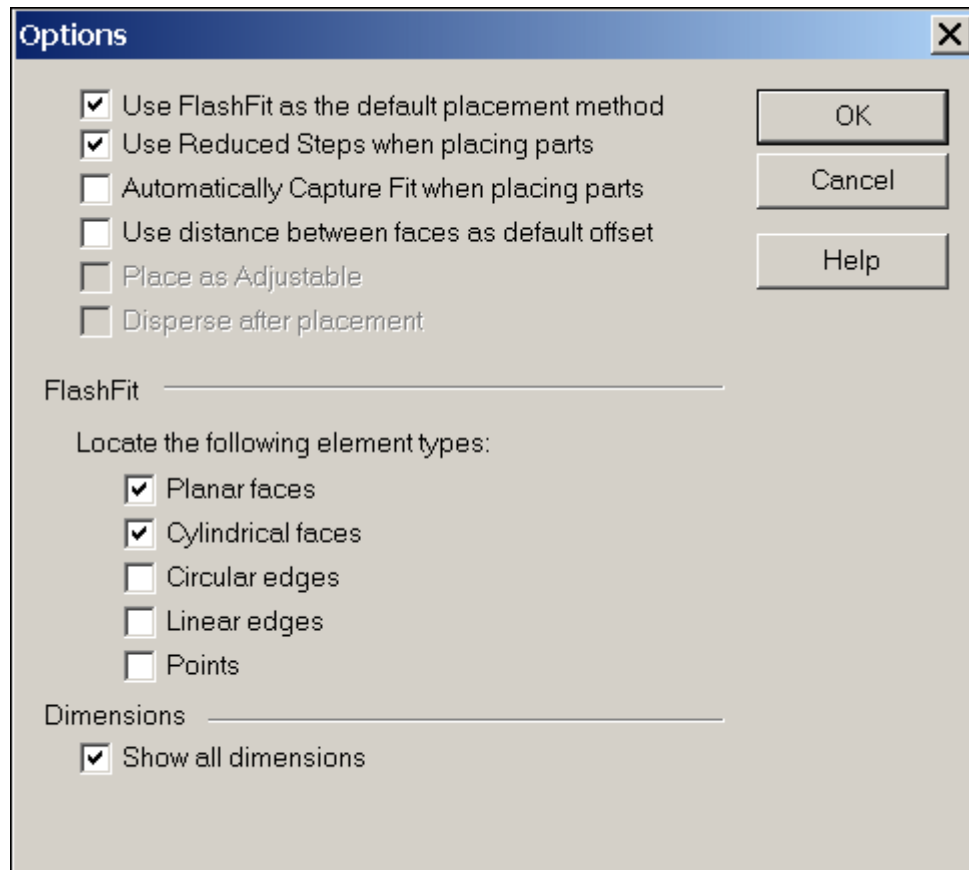 Options
Use FlashFit as the default placement method
Use Reduced Steps when placing parts
Automatically Capture Fit when placing parts
Use distance between faces as default offset
Place as Adjustable
Disperse after placement
OK
Cancel
Help
FlashFit
Locate the following element types:
Planar faces
Cylindrical faces
Circular edges
Linear edges
Points
Dimensions
Show all dimensions